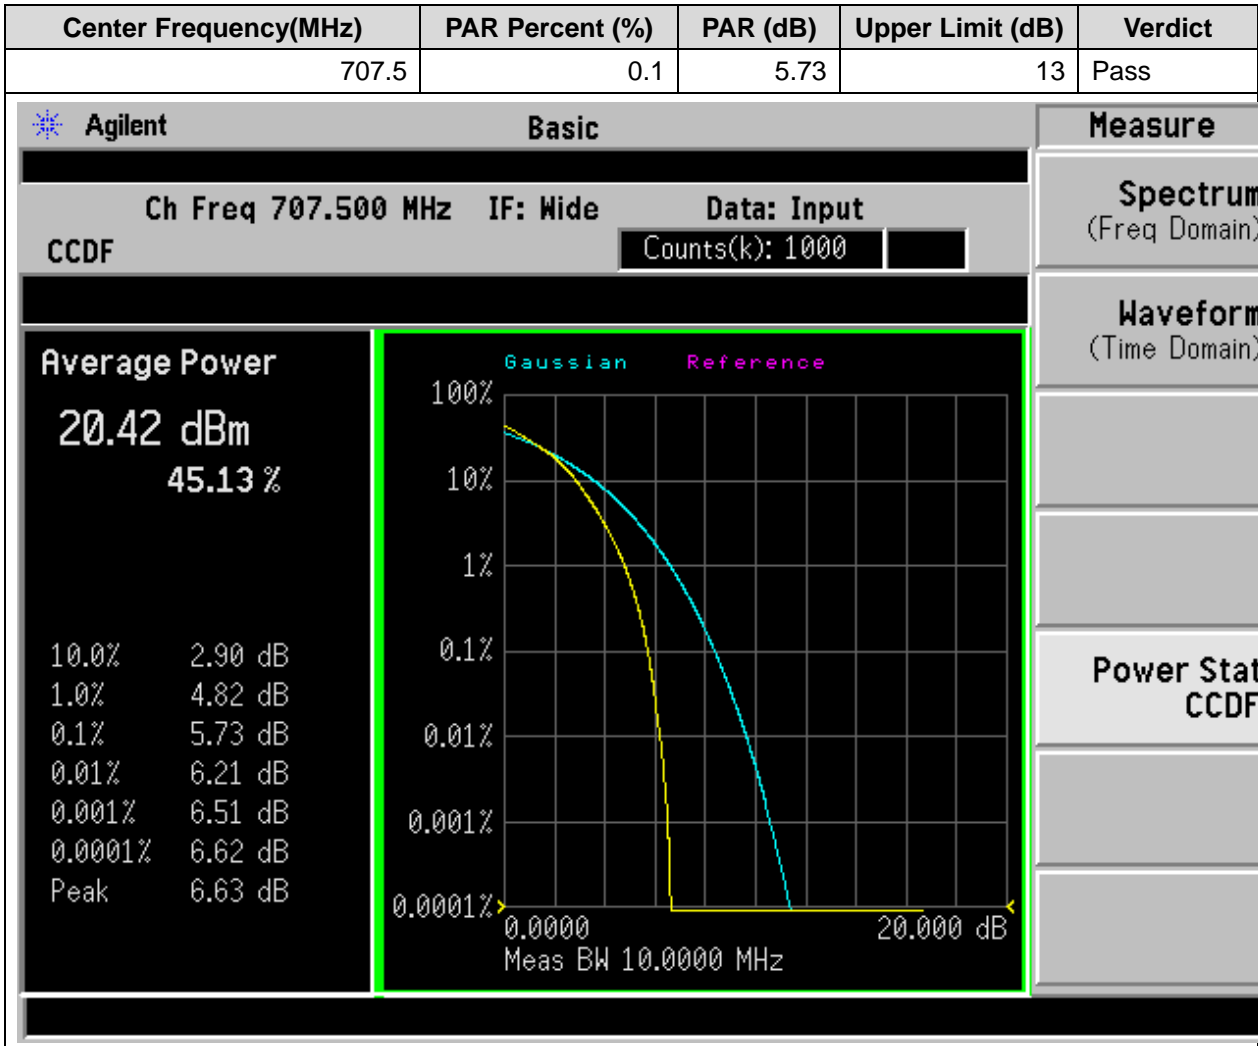 Center Frequency(MHz) PAR Percent (%) PAR (dB) Upper Limit (dB) Verdict
707.5 0.1 5.73 13 Pass
Agilent Basic Measure
Ch Freq 707.500 MHz IF: Wide Data: Input
CCDF Counts(k): 1000
Spectrum
(Freq Domain)
Waveform
(Time Domain)
Power Stat
CCDF
Average Power
20.42 dBm
45.13 %
10.0% 2.90 dB
1.0% 4.82 dB
0.1% 5.73 dB
0.01% 6.21 dB
0.001% 6.51 dB
0.0001% 6.62 dB
Peak 6.63 dB
Gaussian Reference
100%
10%
1%
0.1%
0.01%
0.001%
0.0001%
0.0000 20.000 dB
Meas BW 10.0000 MHz